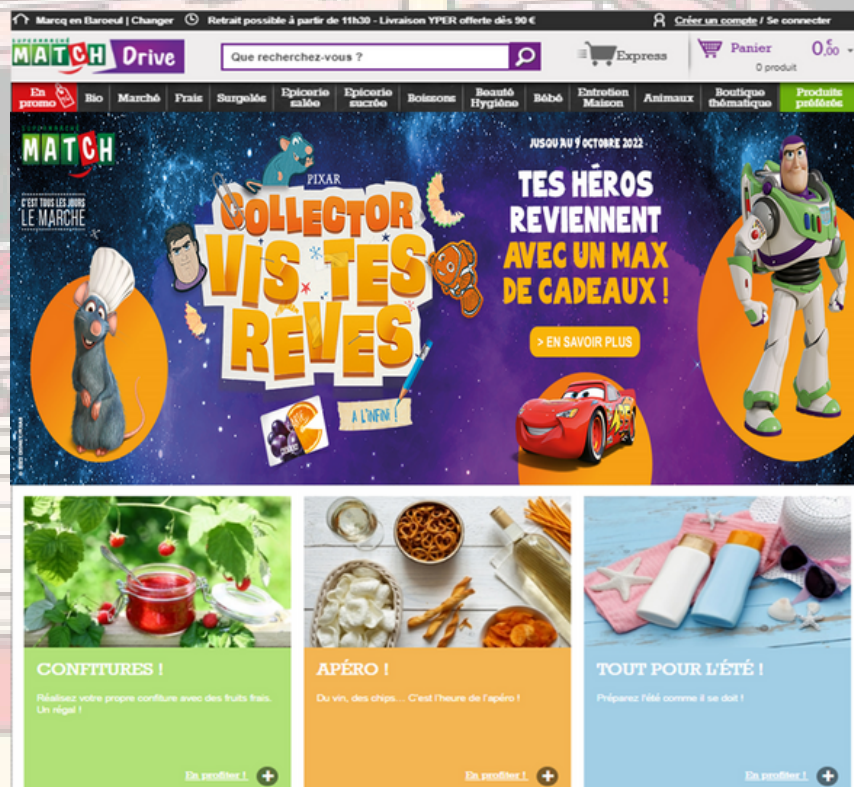 Marcq en Baroeul | Changer Retrait possible à partir de 11h30 - Livraison YPER offerte dès 90 € Créer un compte / Se connecter
SUPERMARCHÉ
MATCH Drive
Que recherchez-vous ?
Express
Panier 0,00 €
0 produit
En promo Bio Marché Frais Surgelés Epicerie salée Epicerie sucrée Boissons Beauté Hygiène Bébé Entretien Maison Animaux Boutique thématique Produits préférés
SUPERMARCHÉ
MATCH
C'EST TOUS LES JOURS
LE MARCHÉ
PIXAR
COLLECTOR
VIS TES
RÊVES
A L'INFINI !
JUSQU'AU 9 OCTOBRE 2022
TES HÉROS
REVIENNENT
AVEC UN MAX
DE CADEAUX !
> EN SAVOIR PLUS
CONFITURES !
Réalisez votre propre confiture avec des fruits frais.
Un régal !
En profiter !
APÉRO !
Du vin, des chips... C'est l'heure de l'apéro !
En profiter !
TOUT POUR L'ÉTÉ !
Préparez l'été comme il se doit !
En profiter !